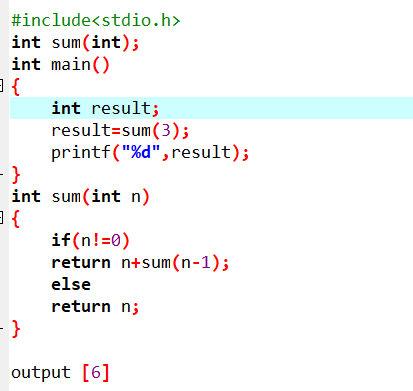 #include<stdio.h>
int sum(int);
int main()
{
int result;
result=sum(3);
printf("%d",result);
}
int sum(int n)
{
if(n!=0)
return n+sum(n-1);
else
return n;
}
output [6]